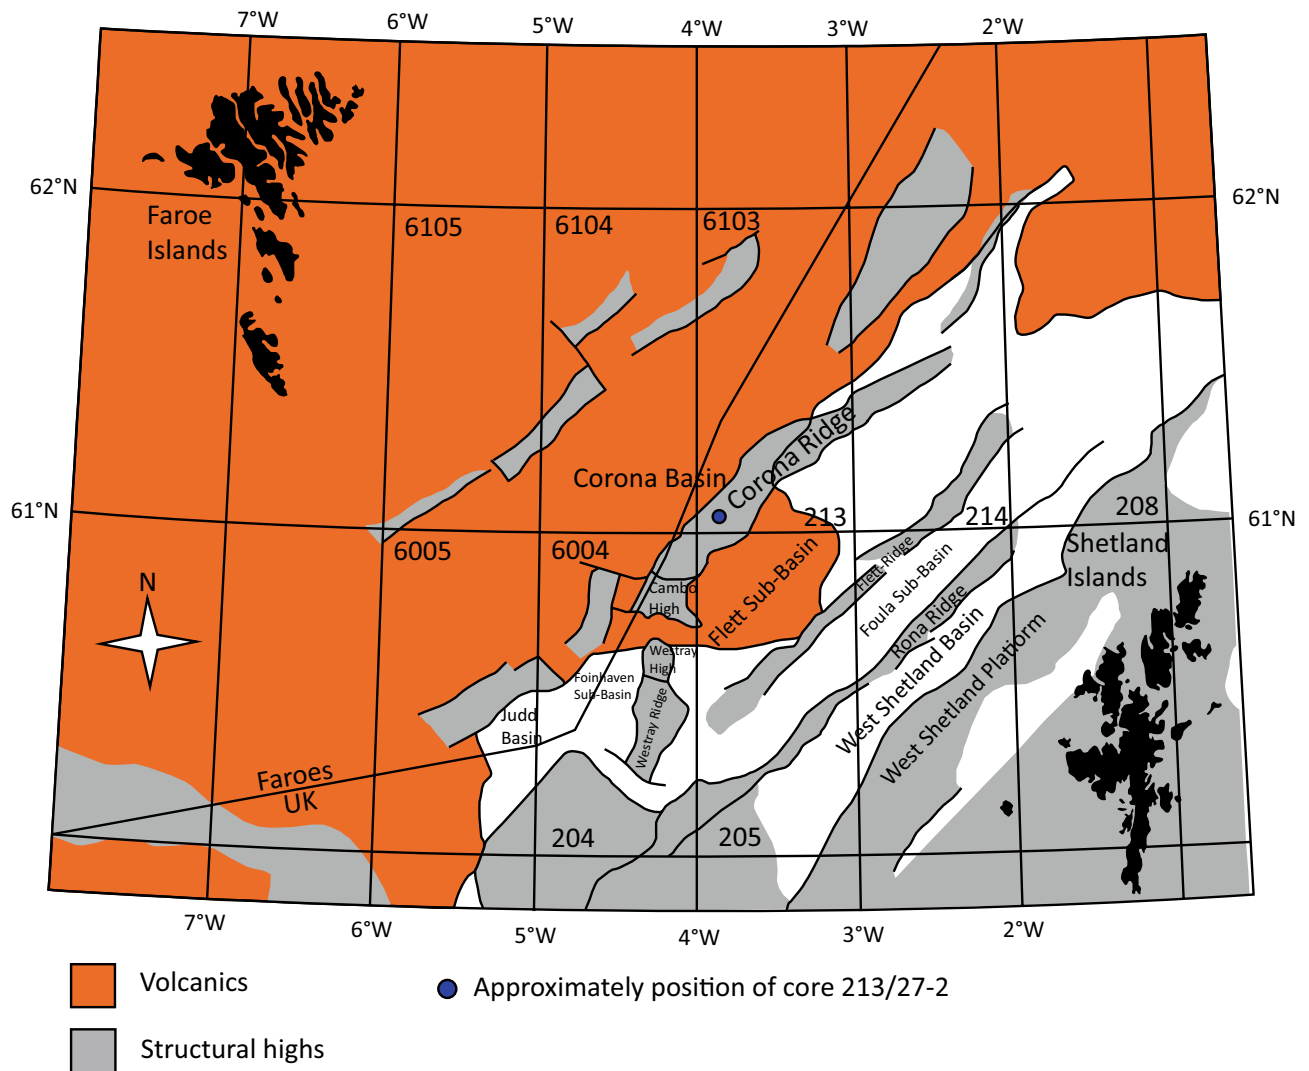 7°W 6°W 5°W 4°W 3°W 2°W
62°N
62°N
Faroe
Islands
6105
6104
6103
Corona Basin
Corona Ridge
61°N
61°N
213
214
208
6005
6004
Shetland
Islands
N
Cambo
High
Flett Sub-Basin
Flett-Ridge
Foula Sub-Basin
Rona Ridge
West Shetland Basin
West Shetland Platiorm
Westray
High
Foinhaven
Sub-Basin
Westray Ridge
Judd
Basin
Faroes
UK
204
205
7°W 6°W 5°W 4°W 3°W 2°W
Volcanics
Approximately position of core 213/27-2
Structural highs